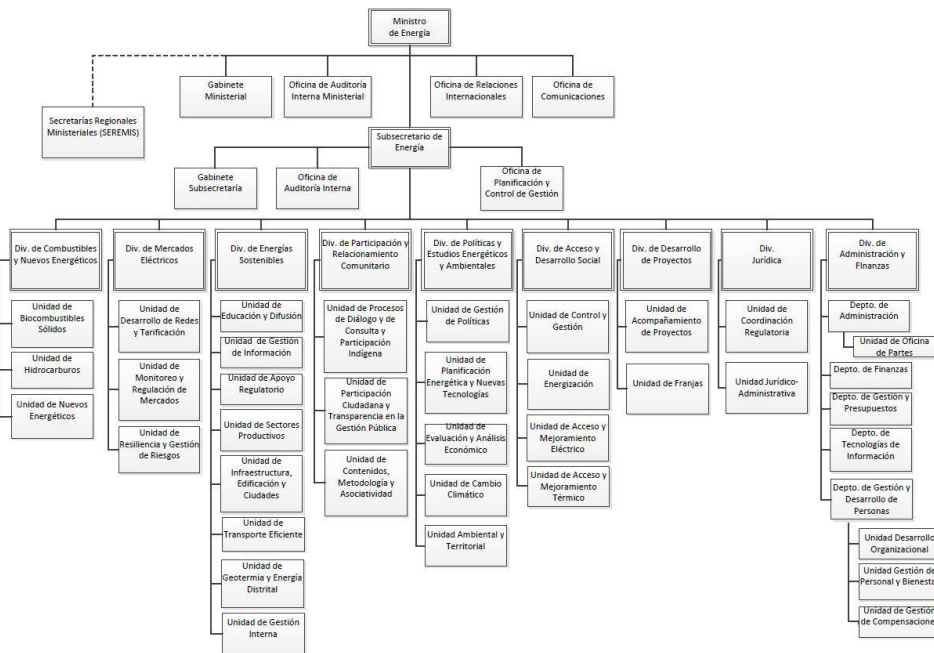 Ministro
de Energía
Gabinete
Ministerial
Oficina de Auditoría
Interna Ministerial
Oficina de Relaciones
Internacionales
Oficina de
Comunicaciones
Secretarías Regionales
Ministeriales (SEREMIS)
Subsecretario de
Energía
Gabinete
Subsecretaría
Oficina de
Auditoría Interna
Oficina de
Planificación y
Control de Gestión
Div. de Combustibles
y Nuevos Energéticos
Unidad de
Biocombustibles
Sólidos
Unidad de
Hidrocarburos
Unidad de Nuevos
Energéticos
Div. de Mercados
Eléctricos
Unidad de
Desarrollo de Redes
y Tarificación
Unidad de
Monitoreo y
Regulación de
Mercados
Unidad de
Resiliencia y Gestión
de Riesgos
Div. de Energías
Sostenibles
Unidad de
Educación y Difusión
Unidad de Gestión
de Información
Unidad de Apoyo
Regulatorio
Unidad de Sectores
Productivos
Unidad de
Infraestructura,
Edificación y
Ciudades
Unidad de
Transporte Eficiente
Unidad de
Geotermia y Energía
Distrital
Unidad de Gestión
Interna
Div. de Participación y
Relacionamiento
Comunitario
Unidad de Procesos
de Diálogo y de
Consulta y
Participación
Indígena
Unidad de
Participación
Ciudadana y
Transparencia en la
Gestión Pública
Unidad de
Contenidos,
Metodología y
Asociatividad
Div. de Políticas y
Estudios Energéticos
y Ambientales
Unidad de Gestión
de Políticas
Unidad de
Planificación
Energética y Nuevas
Tecnologías
Unidad de
Evaluación y Análisis
Económico
Unidad de Cambio
Climático
Unidad Ambiental y
Territorial
Div. de Acceso y
Desarrollo Social
Unidad de Control y
Gestión
Unidad de
Energización
Unidad de Acceso y
Mejoramiento
Eléctrico
Unidad de Acceso y
Mejoramiento
Térmico
Div. de Desarrollo
de Proyectos
Unidad de
Acompañamiento
de Proyectos
Unidad de Franjas
Div.
Jurídica
Unidad de
Coordinación
Regulatoria
Unidad Jurídico-
Administrativa
Div. de
Administración y
FInanzas
Depto. de
Administración
Unidad de Oficina
de Partes
Depto. de Finanzas
Depto. de Gestión y
Presupuestos
Depto. de
Tecnologías de
Información
Depto. de Gestión y
Desarrollo de
Personas
Unidad Desarrollo
Organizacional
Unidad Gestión de
Personal y Bienesta
Unidad de Gestión
de Compensacione